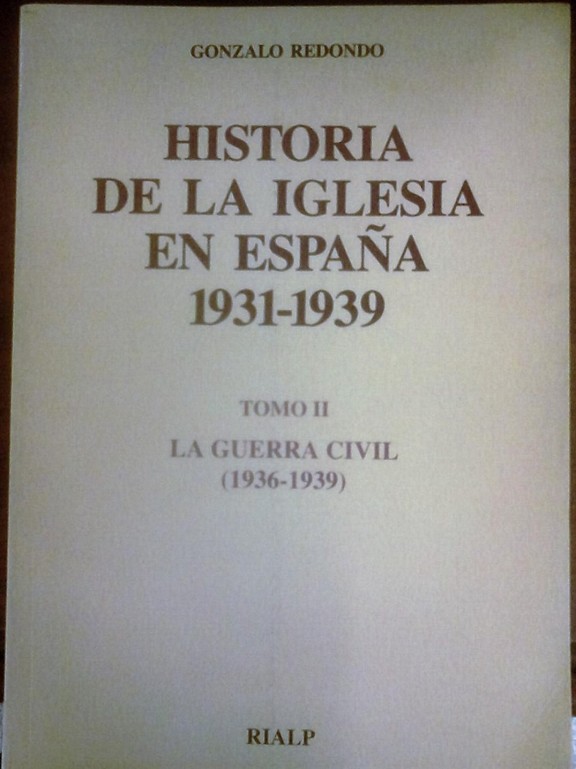 GONZALO REDONDO
HISTORIA
DE LA IGLESIA
EN ESPAÑA
1931-1939
TOMO II
LA GUERRA CIVIL
(1936-1939)
RIALP